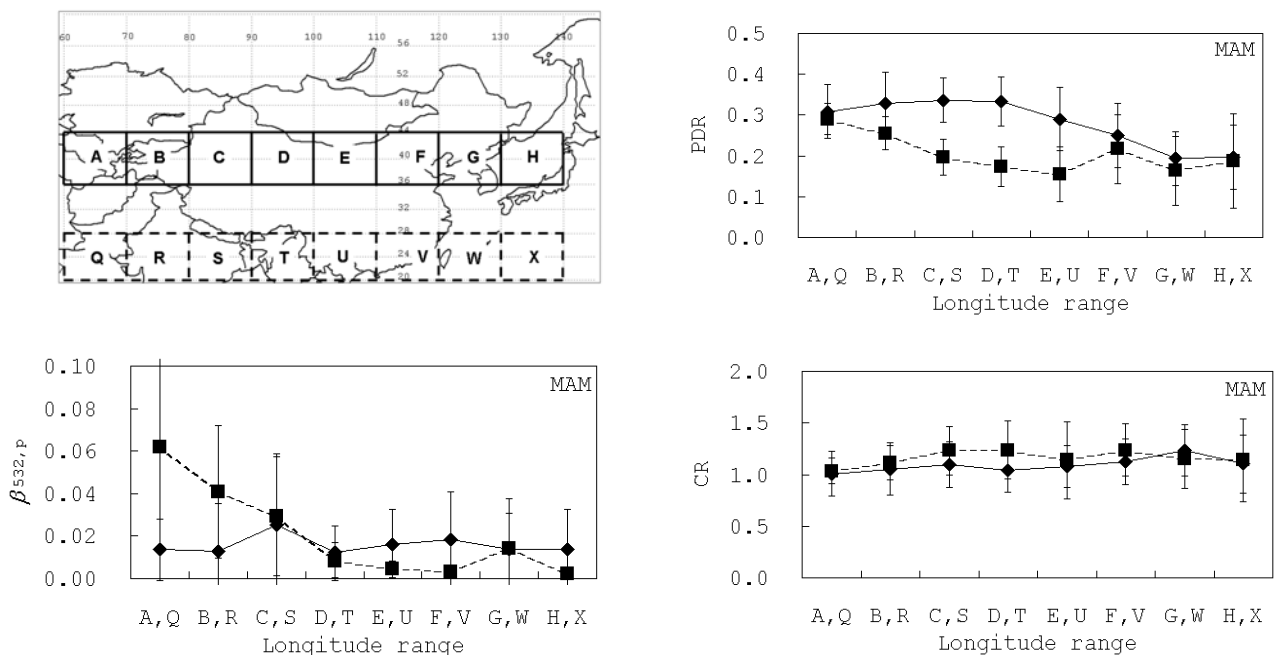 60 70 80 90 100 110 120 130 140
56
52
48
44
40
36
32
28
24
20
A B C D E F G H
Q R S T U V W X
0.5
0.4
0.3
0.2
0.1
0.0
PDR
MAM
A,Q B,R C,S D,T E,U F,V G,W H,X
Longitude range
0.10
0.08
0.06
0.04
0.02
0.00
β532,p
MAM
A,Q B,R C,S D,T E,U F,V G,W H,X
Longitude range
2.0
1.5
1.0
0.5
0.0
CR
MAM
A,Q B,R C,S D,T E,U F,V G,W H,X
Longitude range